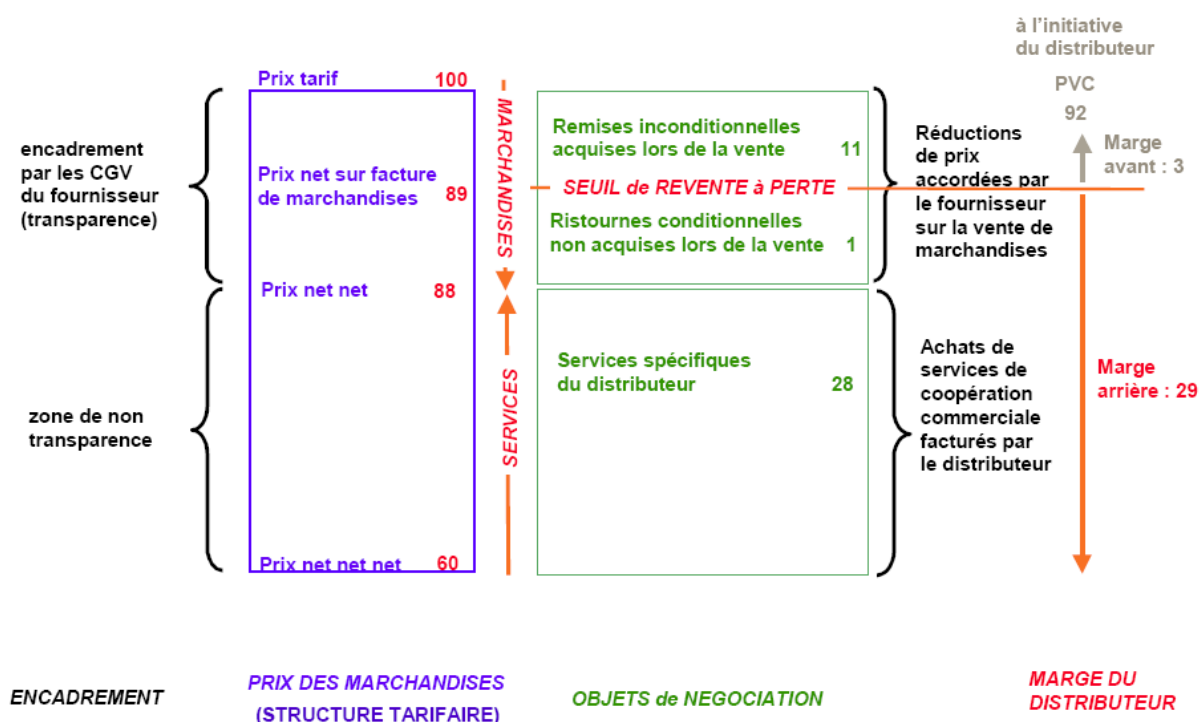 à l'initiative
du distributeur
PVC
92
Marge
avant : 3
Prix tarif 100
encadrement
par les CGV
du fournisseur
(transparence)
Prix net sur facture
de marchandises 89
MARCHANDISES
Remises inconditionnelles
acquises lors de la vente 11
SEUIL de REVENTE à PERTE
Ristournes conditionnelles
non acquises lors de la vente 1
Réductions
de prix
accordées par
le fournisseur
sur la vente de
marchandises
Prix net net 88
zone de non
transparence
SERVICES
Services spécifiques
du distributeur 28
Achats de
services de
coopération
commerciale
facturés par
le distributeur
Marge
arrière : 29
Prix net net net 60
ENCADREMENT
PRIX DES MARCHANDISES
(STRUCTURE TARIFAIRE)
OBJETS de NEGOCIATION
MARGE DU
DISTRIBUTEUR